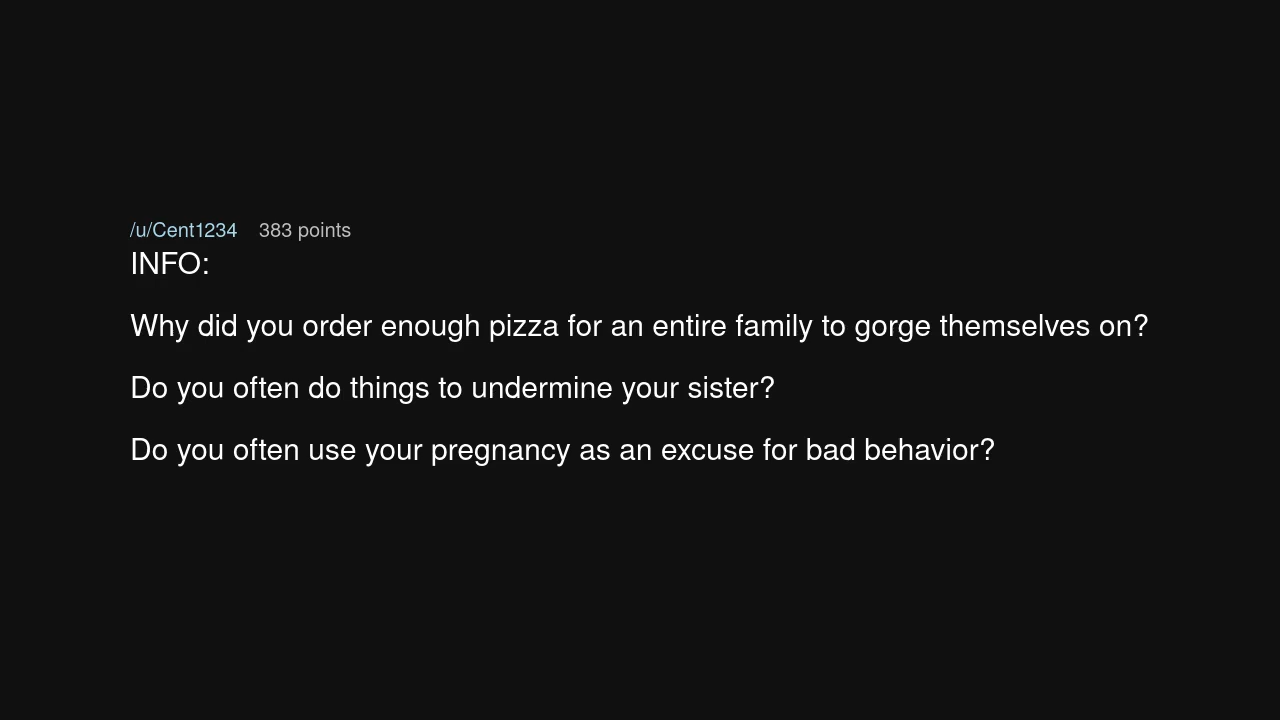 /u/Cent1234 383 points
INFO:
Why did you order enough pizza for an entire family to gorge themselves on?
Do you often do things to undermine your sister?
Do you often use your pregnancy as an excuse for bad behavior?